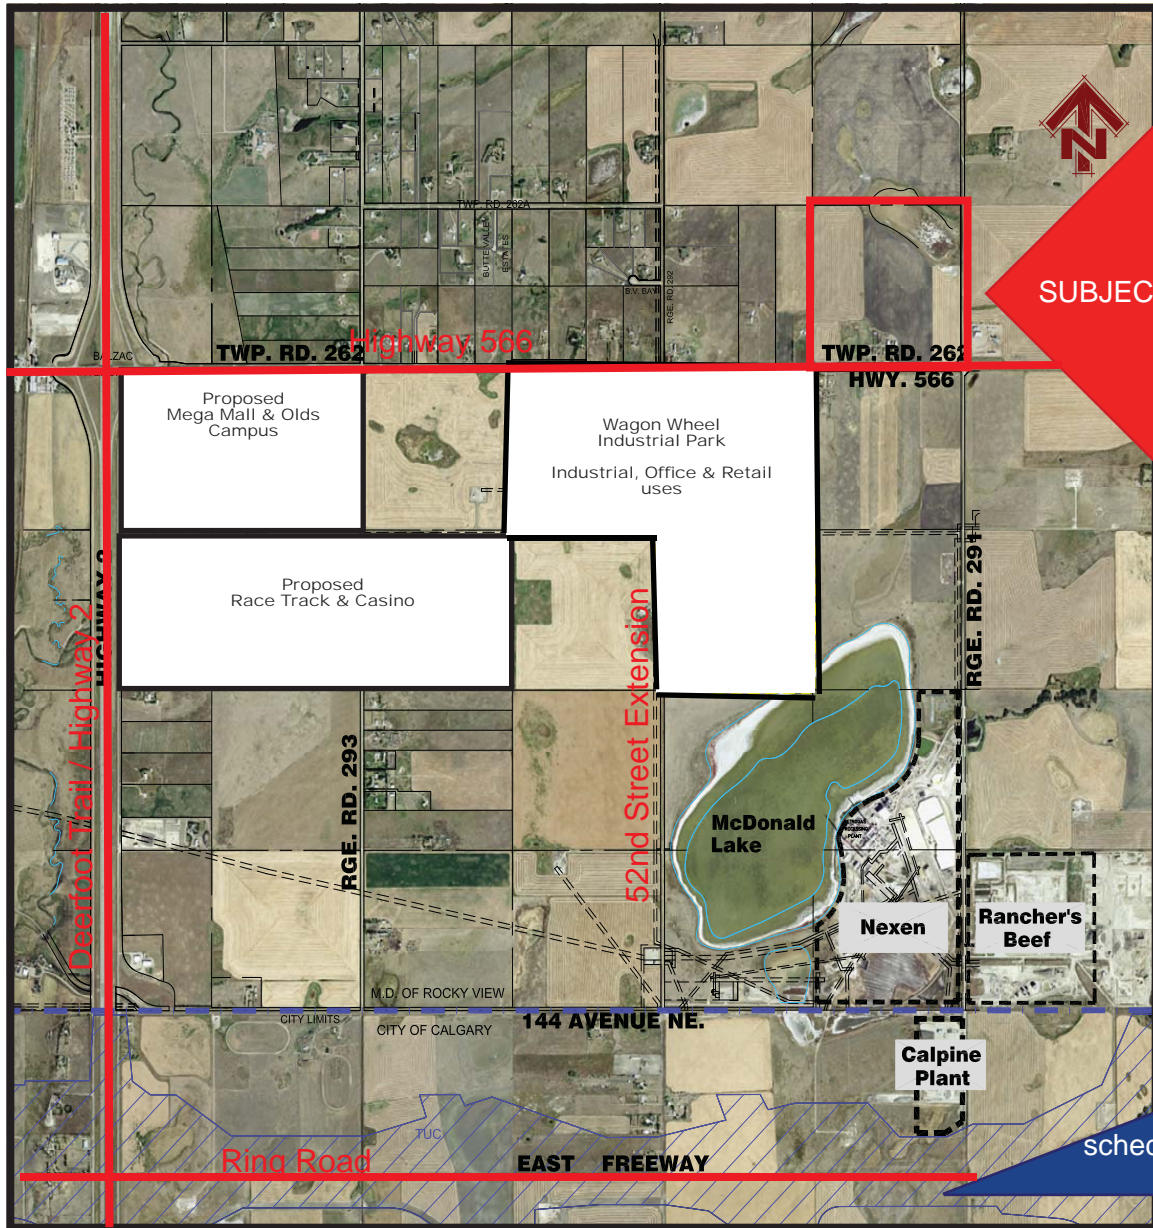 N
TWP. RD. 262A
BUTTE VALLEY
ESTATES
B.V. BAY
RGE. RD. 292
SUBJEC
BALZAC
TWP. RD. 262
Highway 566
TWP. RD. 262
HWY. 566
Proposed
Mega Mall & Olds
Campus
Wagon Wheel
Industrial Park
Industrial, Office & Retail
uses
Proposed
Race Track & Casino
HIGHWAY 2
Deerfoot Trail / Highway 2
RGE. RD. 293
52nd Street Extension
RGE. RD. 291
McDonald
Lake
PROCESSING
PLANT
Nexen
Rancher's
Beef
M.D. OF ROCKY VIEW
CITY LIMITS
CITY OF CALGARY
144 AVENUE NE.
Calpine
Plant
TUC
sched
Ring Road
EAST FREEWAY